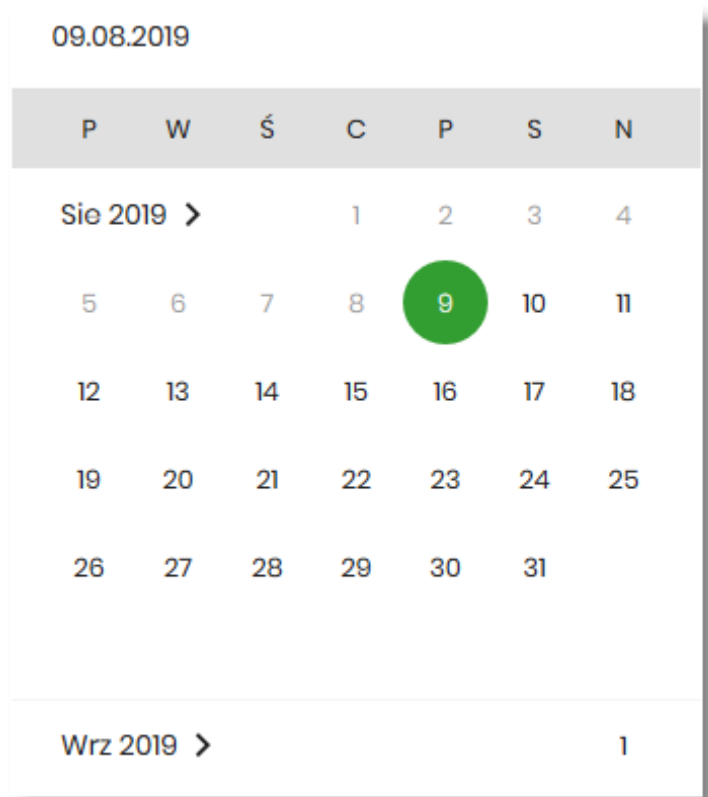 09.08.2019
P W Ś C P S N
Sie 2019 > 1 2 3 4
5 6 7 8 9 10 11
12 13 14 15 16 17 18
19 20 21 22 23 24 25
26 27 28 29 30 31
Wrz 2019 > 1